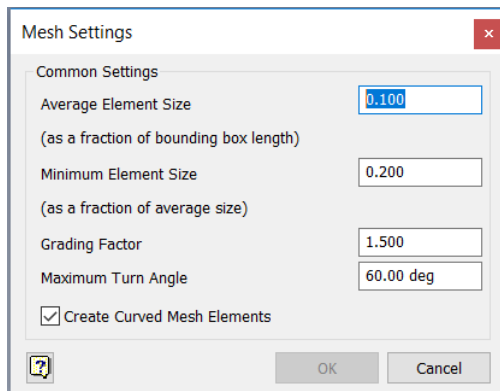 Mesh Settings
Common Settings
Average Element Size 0.100
(as a fraction of bounding box length)
Minimum Element Size 0.200
(as a fraction of average size)
Grading Factor 1.500
Maximum Turn Angle 60.00 deg
Create Curved Mesh Elements
? OK Cancel